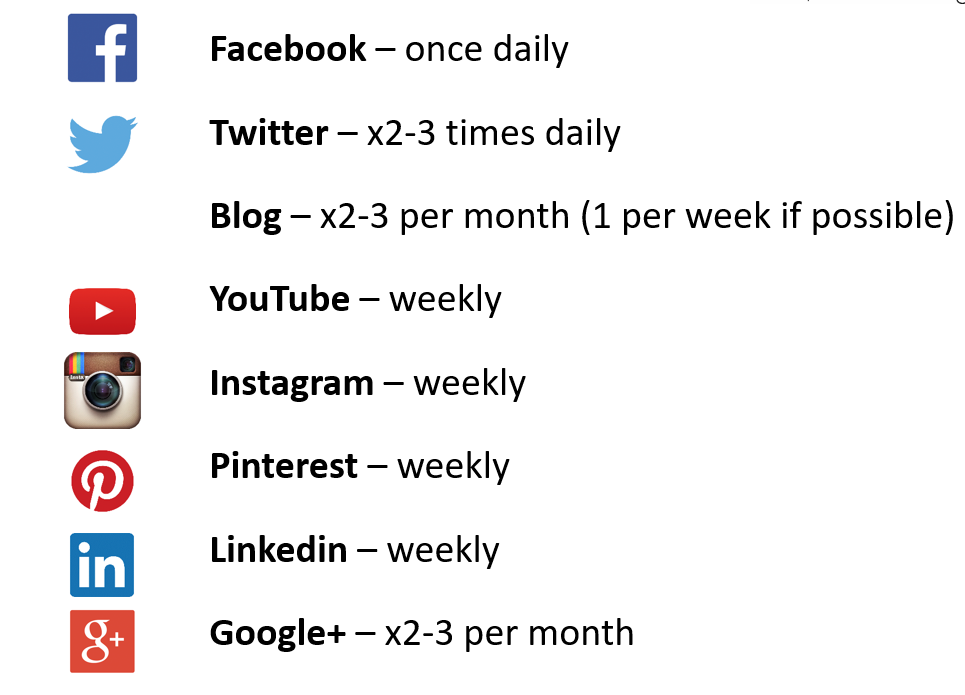 Facebook – once daily
Twitter – x2-3 times daily
Blog – x2-3 per month (1 per week if possible)
YouTube – weekly
Instagram – weekly
Pinterest – weekly
Linkedin – weekly
Google+ – x2-3 per month